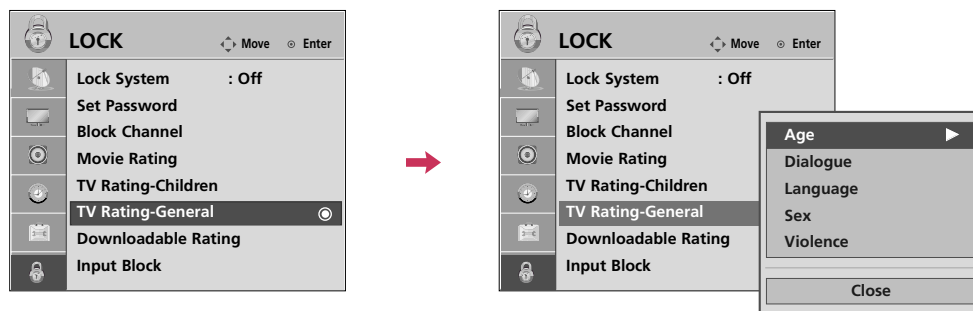 LOCK Move Enter
Lock System : Off
Set Password
Block Channel
Movie Rating
TV Rating-Children
TV Rating-General
Downloadable Rating
Input Block
LOCK Move Enter
Lock System : Off
Set Password
Block Channel
Movie Rating
TV Rating-Children
TV Rating-General
Downloadable Rating
Input Block
Age
Dialogue
Language
Sex
Violence
Close